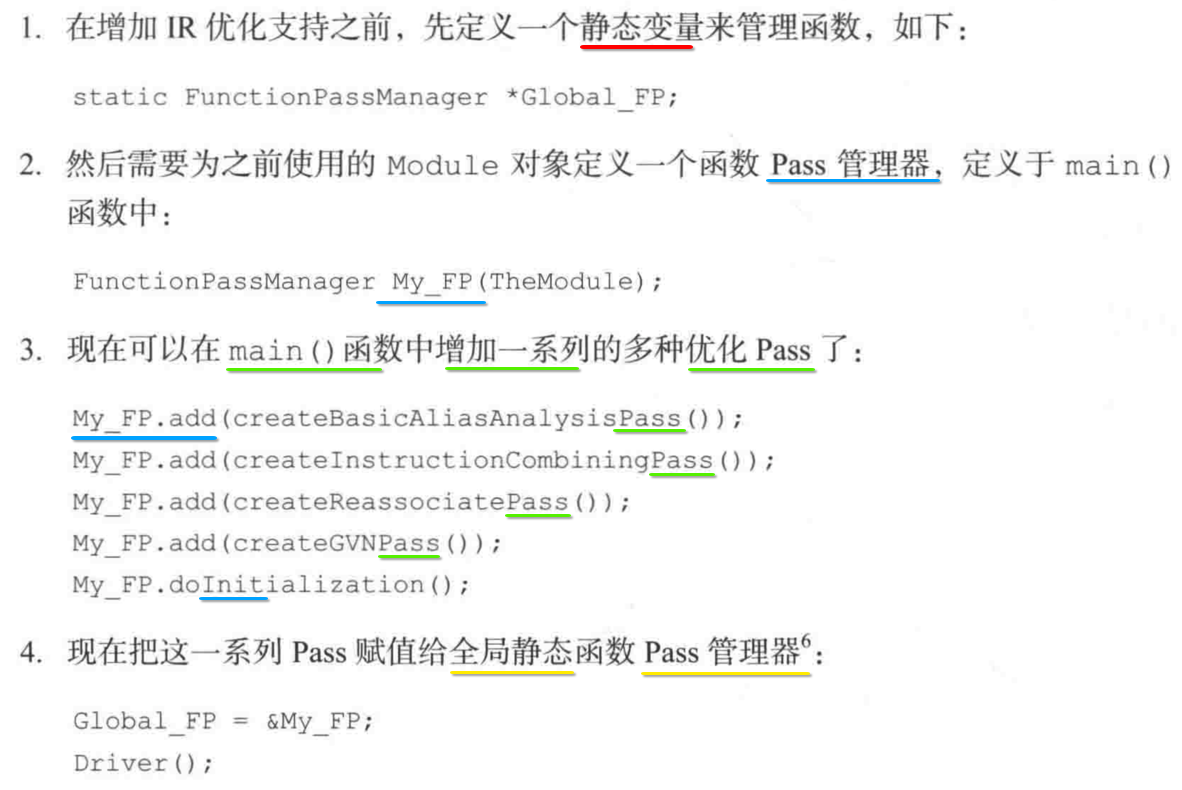 1. 在增加 IR 优化支持之前，先定义一个静态变量来管理函数，如下：
static FunctionPassManager *Global_FP;
2. 然后需要为之前使用的 Module 对象定义一个函数 Pass 管理器，定义于 main()
函数中：
FunctionPassManager My_FP(TheModule);
3. 现在可以在 main() 函数中增加一系列的多种优化 Pass 了：
My_FP.add(createBasicAliasAnalysisPass());
My_FP.add(createInstructionCombiningPass());
My_FP.add(createReassociatePass());
My_FP.add(createGVNPass());
My_FP.doInitialization();
4. 现在把这一系列 Pass 赋值给全局静态函数 Pass 管理器6：
Global_FP = &My_FP;
Driver();